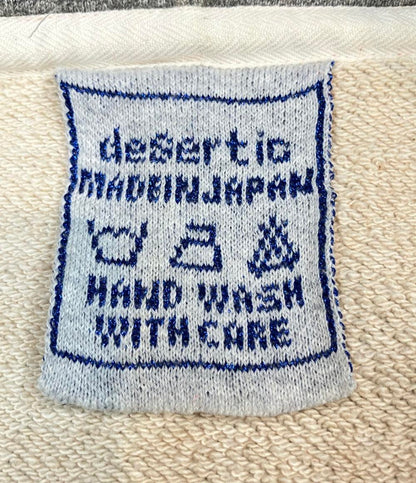 desertic
MADEINJAPAN
HAND WASH
WITH CARE